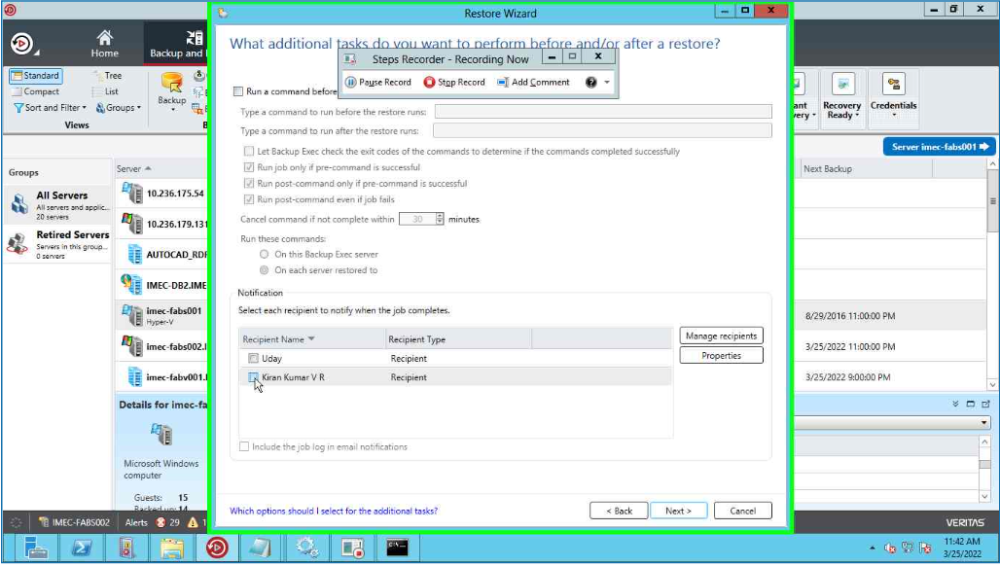 Restore Wizard
Home
Backup and
What additional tasks do you want to perform before and/or after a restore?
Steps Recorder - Recording Now
Pause Record
Stop Record
Add Comment
Standard
Tree
Compact
List
Sort and Filter
Groups
Views
Backup
Recovery
Ready
Credentials
Run a command before
Type a command to run before the restore runs:
Type a command to run after the restore runs:
Let Backup Exec check the exit codes of the commands to determine if the commands completed successfully
Run job only if pre-command is successful
Run post-command only if pre-command is successful
Run post-command even if job fails
Cancel command if not complete within 30 minutes
Run these commands:
On this Backup Exec server
On each server restored to
Notification
Select each recipient to notify when the job completes.
Recipient Name
Recipient Type
Uday
Recipient
Kiran Kumar V R
Recipient
Manage recipients
Properties
Include the job log in email notifications
Which options should I select for the additional tasks?
< Back
Next >
Cancel
Server imec-fabs001
Groups
Server
Next Backup
All Servers
All servers and applic...
20 servers
Retired Servers
Servers in this group...
0 servers
10.236.175.54
10.236.179.131
AUTOCAD_RDF
IMEC-DB2.IME
imec-fabs001
Hyper-V
8/29/2016 11:00:00 PM
imec-fabs002.I
3/25/2022 11:00:00 PM
imec-fabv001.I
3/25/2022 9:00:00 PM
Details for imec-fa
Microsoft Windows
computer
Guests: 15
Backed up: 14
IMEC-FABS002
Alerts
29
VERITAS
11:42 AM
3/25/2022